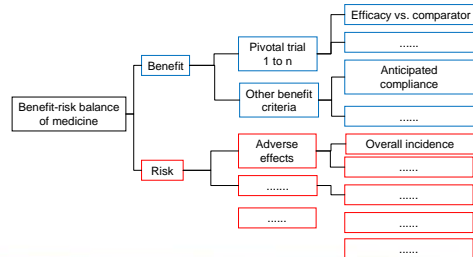 Efficacy vs. comparator
Pivotal trial
1 to n
......
Benefit
Anticipated
compliance
Other benefit
criteria
......
Benefit-risk balance
of medicine
Adverse
effects
Overall incidence
......
Risk
.......
......
......
......
......